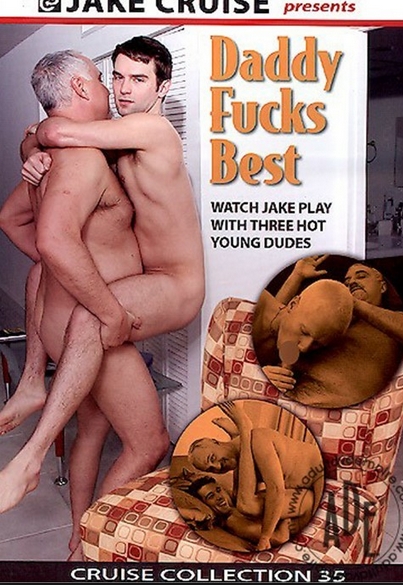 JAKE CRUISE presents
Daddy
Fucks
Best
WATCH JAKE PLAY
WITH THREE HOT
YOUNG DUDES
ADE
CRUISE COLLECTION 35